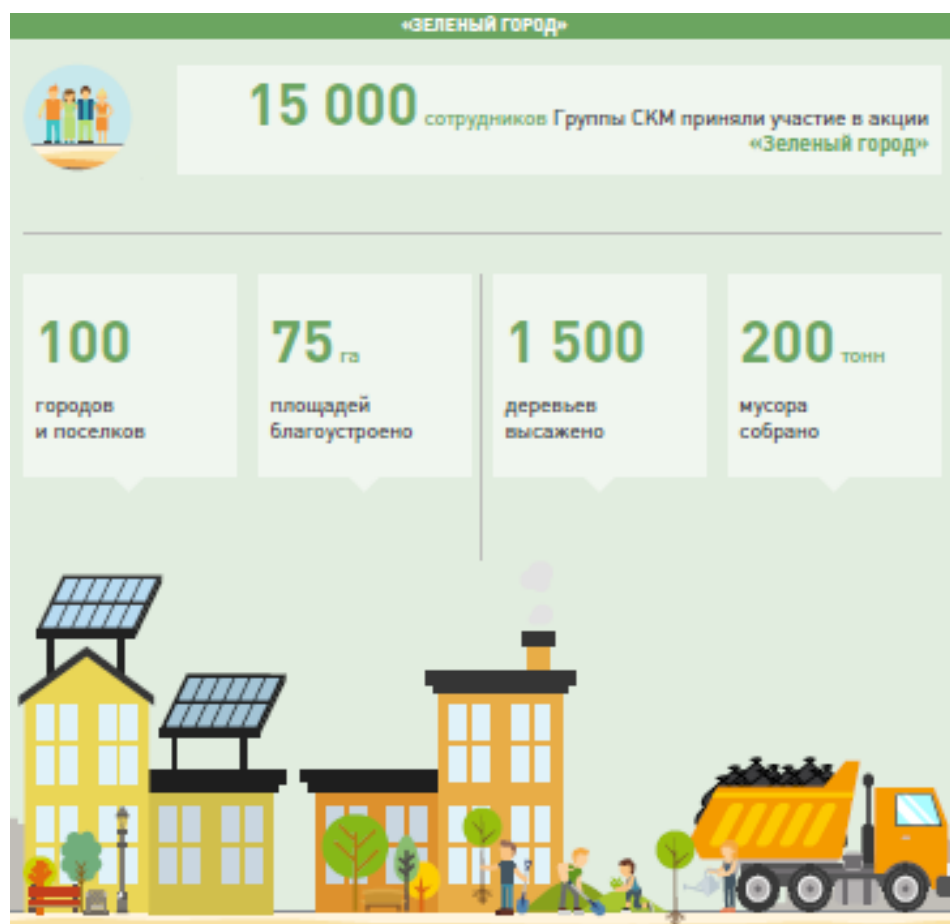 «ЗЕЛЕНЫЙ ГОРОД»
15 000 сотрудников Группы СКМ приняли участие в акции
«Зеленый город»
100
городов
и поселков
75 га
площадей
благоустроено
1 500
деревьев
высажено
200 тонн
мусора
собрано